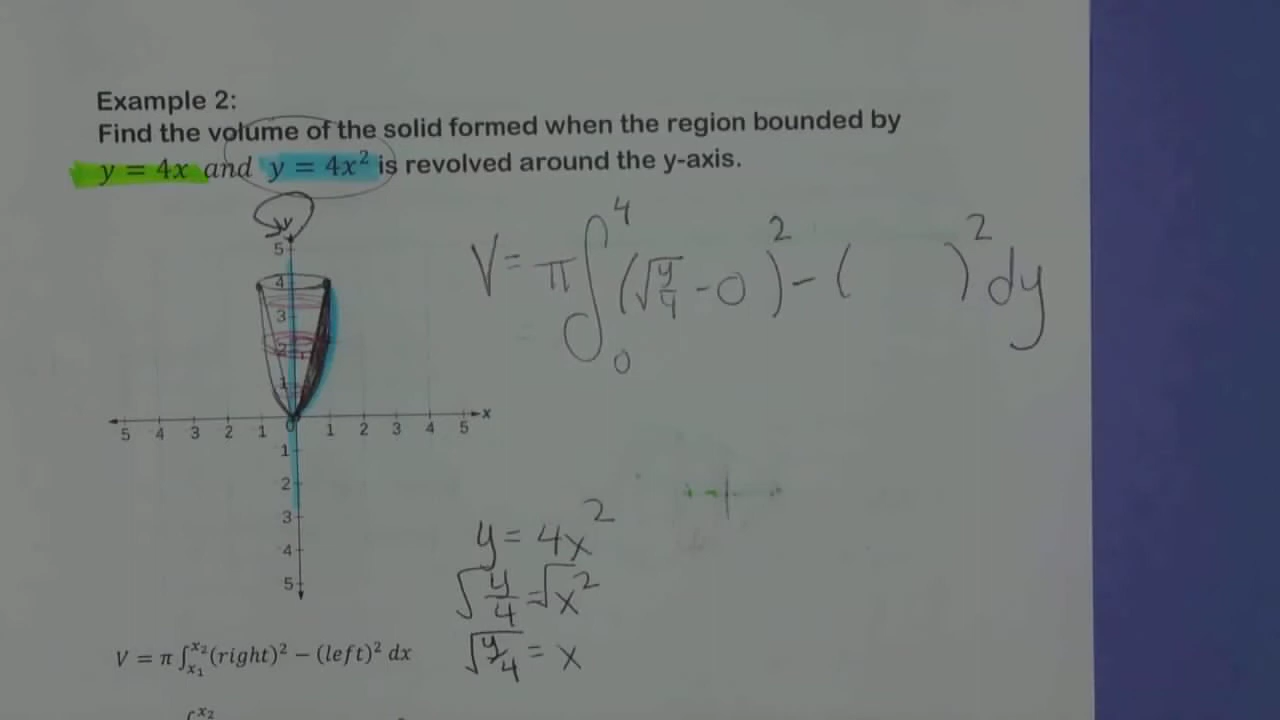 Example 2:
Find the volume of the solid formed when the region bounded by
y = 4x and y = 4x² is revolved around the y-axis.
V = π ∫₀⁴ (√(y/4) - 0)² - (    )² dy
5
4
3
2
1
0
5 4 3 2 1 1 2 3 4 5 x
1
2
3
4
5
y = 4x²
√(y/4) = √x²
√(y/4) = x
V = π ∫ₓ₁ˣ² (right)² − (left)² dx
∫ˣ²